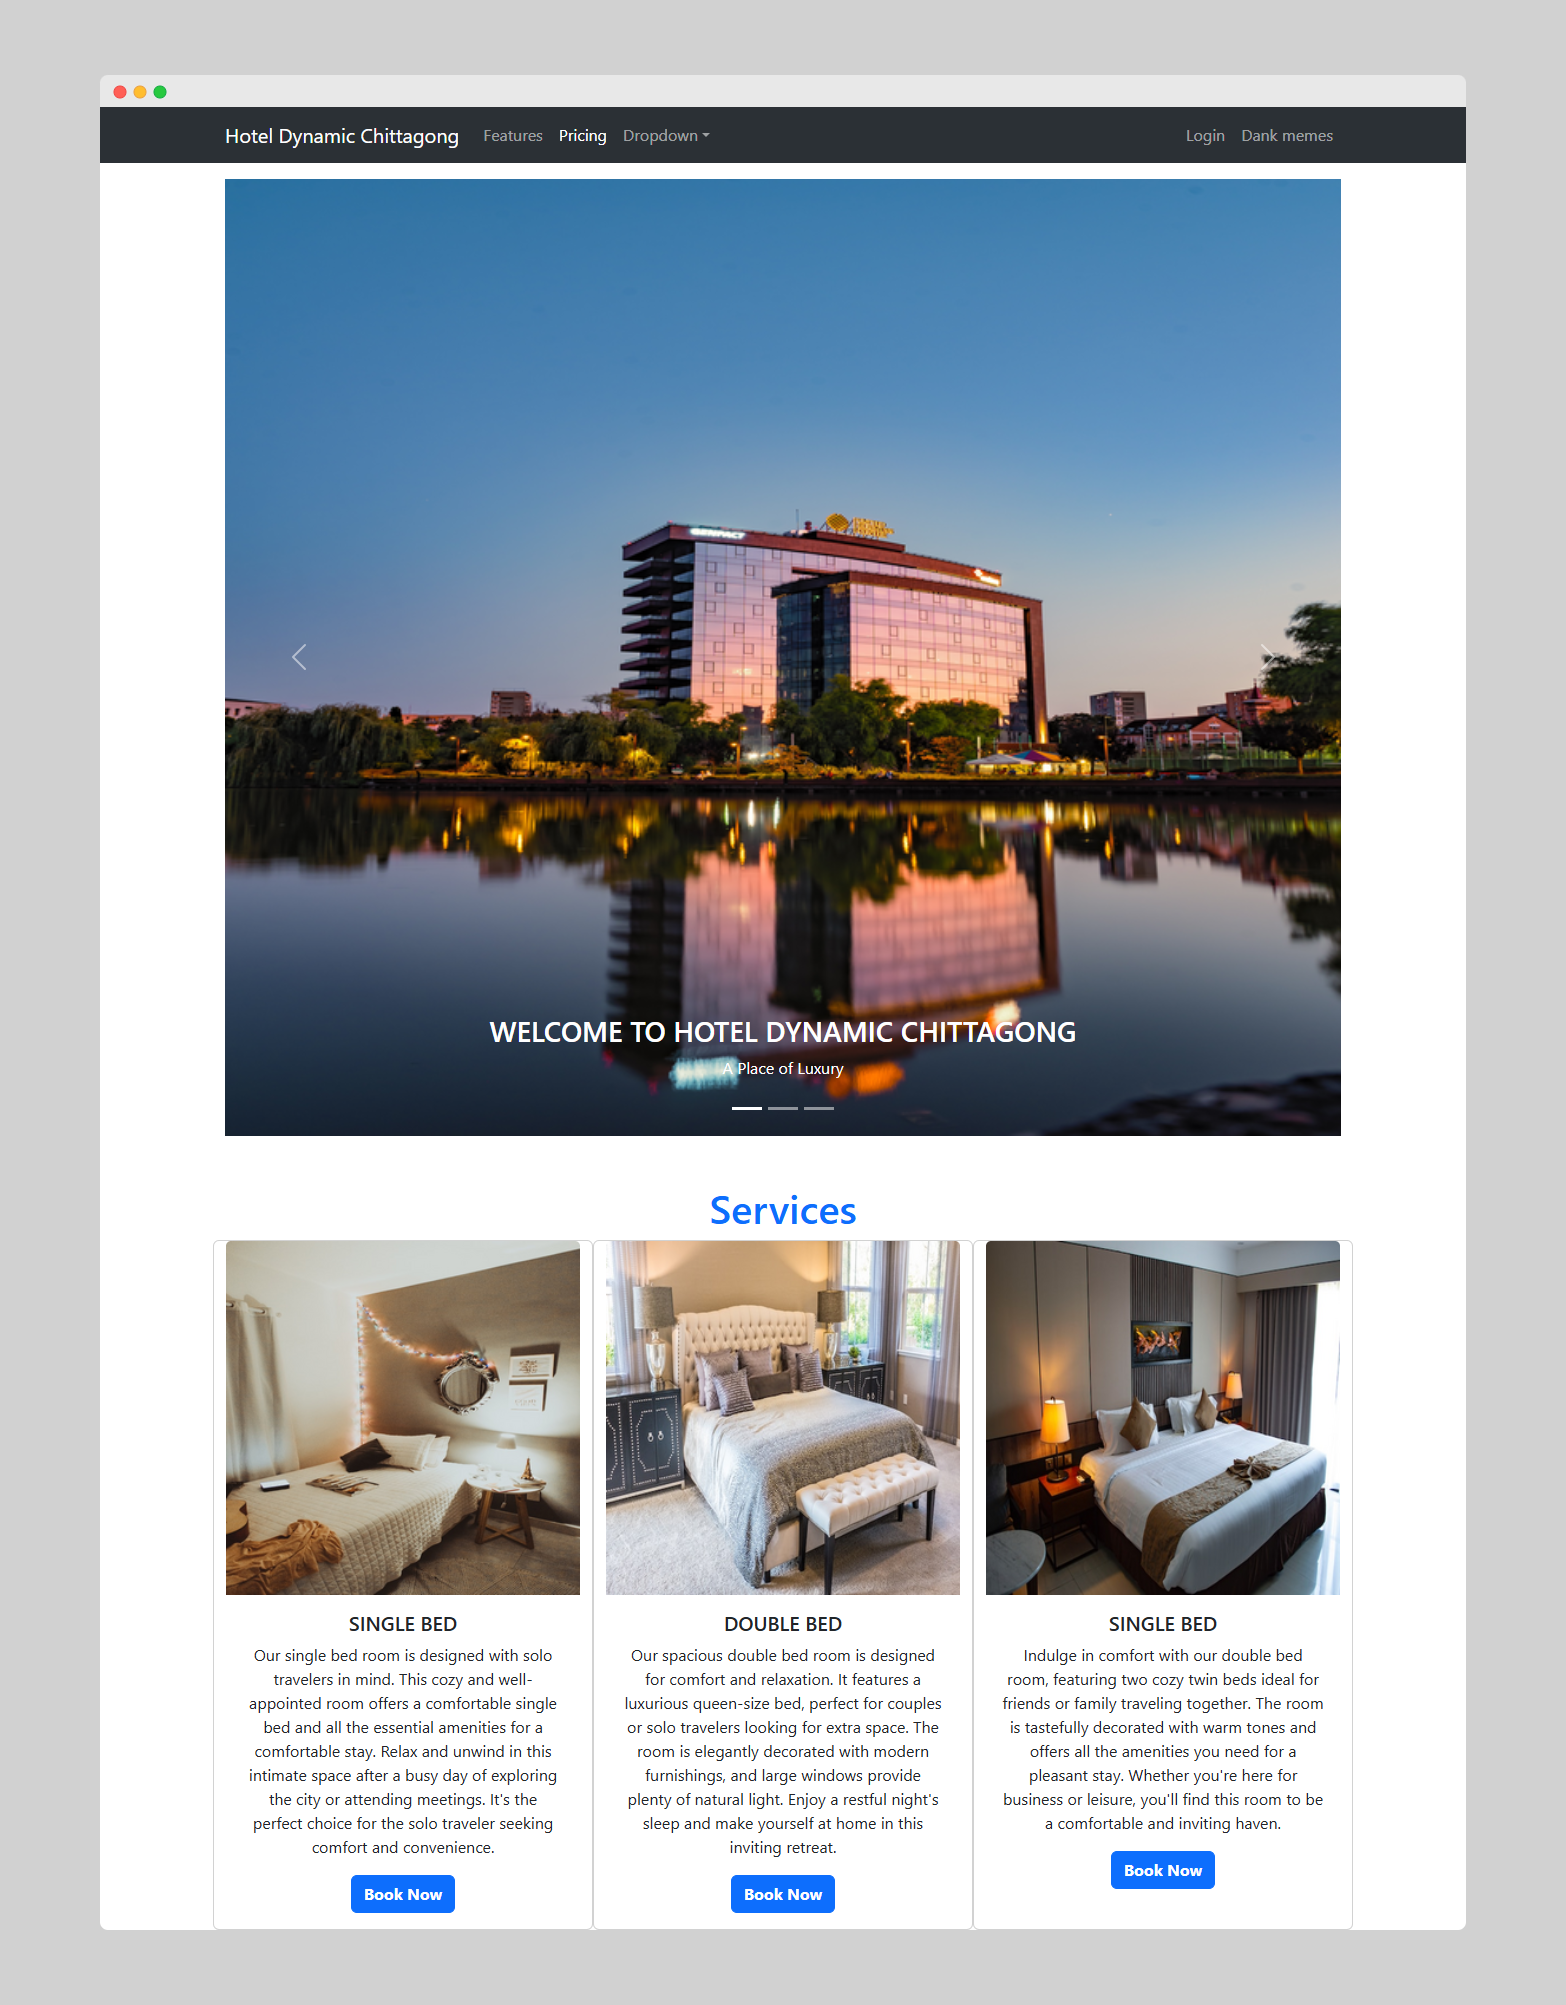 Hotel Dynamic Chittagong Features Pricing Dropdown Login Dank memes
GENPACT
WELCOME TO HOTEL DYNAMIC CHITTAGONG
A Place of Luxury
Services
SINGLE BED
Our single bed room is designed with solo
travelers in mind. This cozy and well-
appointed room offers a comfortable single
bed and all the essential amenities for a
comfortable stay. Relax and unwind in this
intimate space after a busy day of exploring
the city or attending meetings. It's the
perfect choice for the solo traveler seeking
comfort and convenience.
Book Now
DOUBLE BED
Our spacious double bed room is designed
for comfort and relaxation. It features a
luxurious queen-size bed, perfect for couples
or solo travelers looking for extra space. The
room is elegantly decorated with modern
furnishings, and large windows provide
plenty of natural light. Enjoy a restful night's
sleep and make yourself at home in this
inviting retreat.
Book Now
SINGLE BED
Indulge in comfort with our double bed
room, featuring two cozy twin beds ideal for
friends or family traveling together. The room
is tastefully decorated with warm tones and
offers all the amenities you need for a
pleasant stay. Whether you're here for
business or leisure, you'll find this room to be
a comfortable and inviting haven.
Book Now